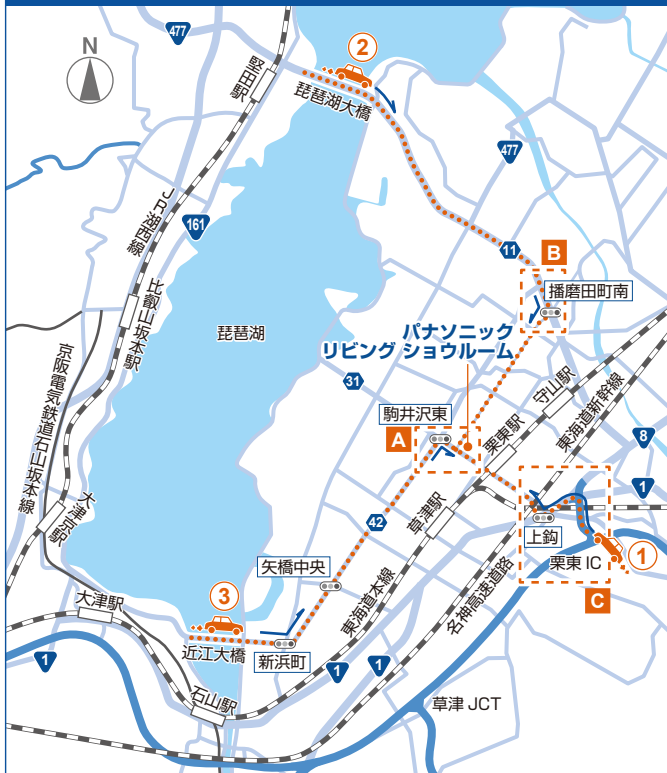 N
477
2
堅田駅
琵琶湖大橋
477
JR湖西線
161
11
B
播磨田町南
比叡山坂本駅
琵琶湖
パナソニック
リビング ショウルーム
京阪電気鉄道石山坂本線
31
守山駅
東海道新幹線
駒井沢東
A
栗東駅
8
1
大津京駅
42
草津駅
上鈎
栗東 IC
1
矢橋中央
C
大津駅
3
東海道本線
名神高速道路
近江大橋
新浜町
1
1
1
石山駅
草津 JCT